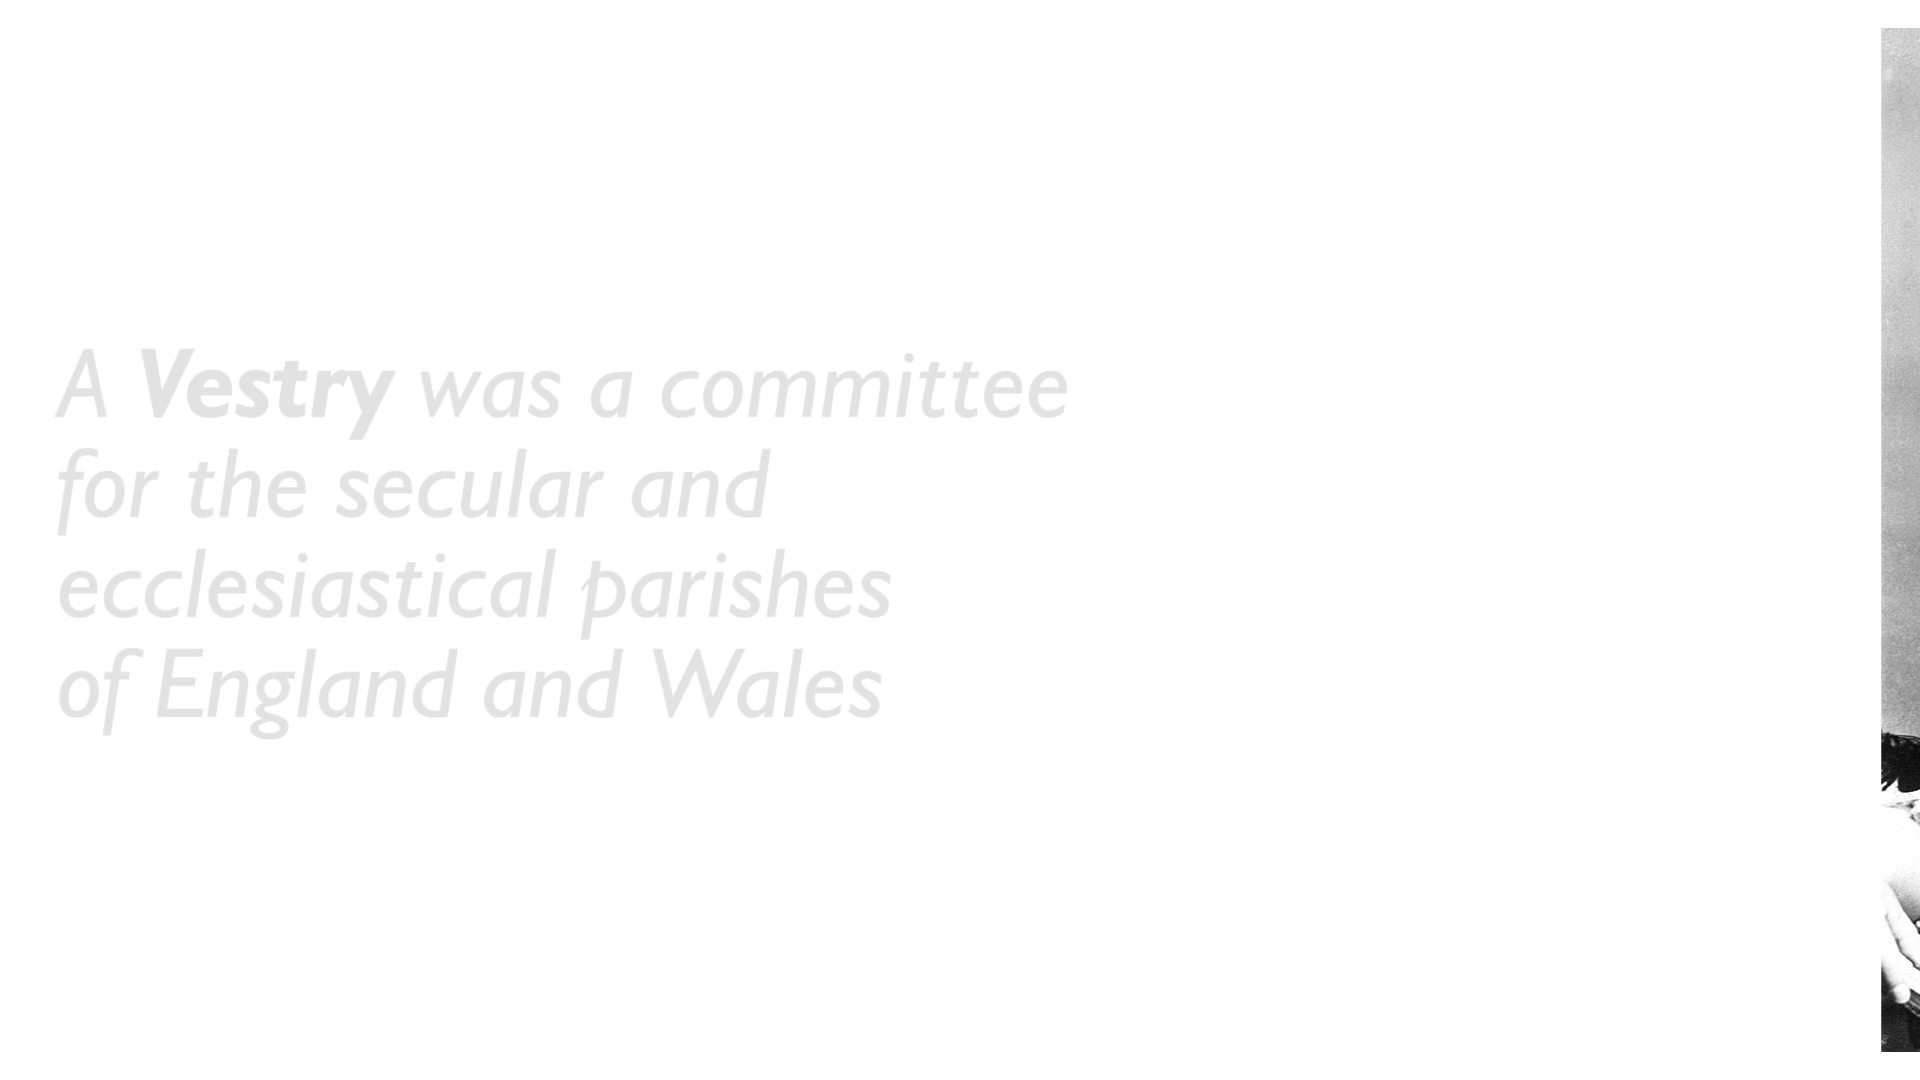 A Vestry was a committee
for the secular and
ecclesiastical parishes
of England and Wales